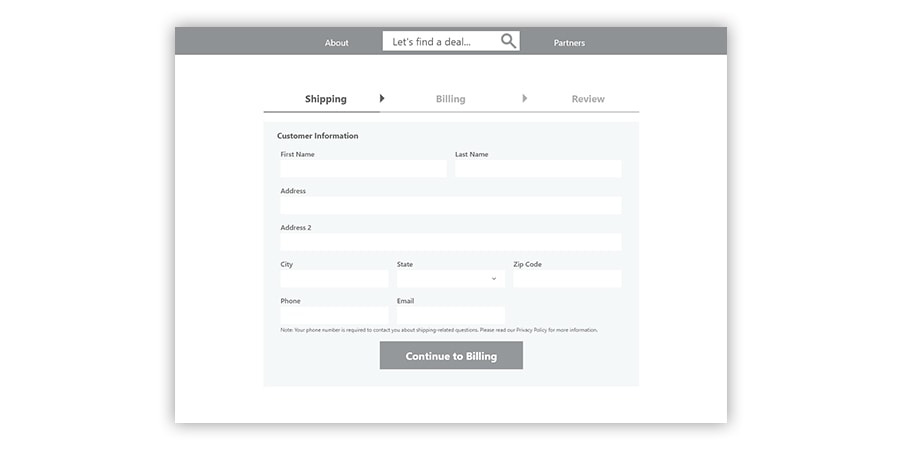 About
Let's find a deal...
Partners
Shipping
Billing
Review
Customer Information
First Name
Last Name
Address
Address 2
City
State
Zip Code
Phone
Email
Note: Your phone number is required to contact you about shipping-related questions. Please read our Privacy Policy for more information.
Continue to Billing